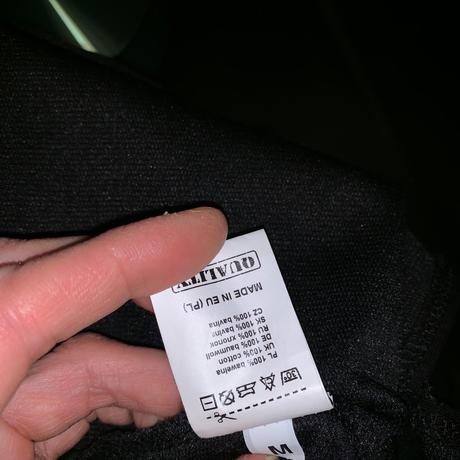 M
30°
PL 100% bawełna
UK 100% cotton
DE 100% baumwoll
RU 100% хлопок
SK 100% bavlna
CZ 100% bavlna
MADE IN EU (PL)
QUALITY